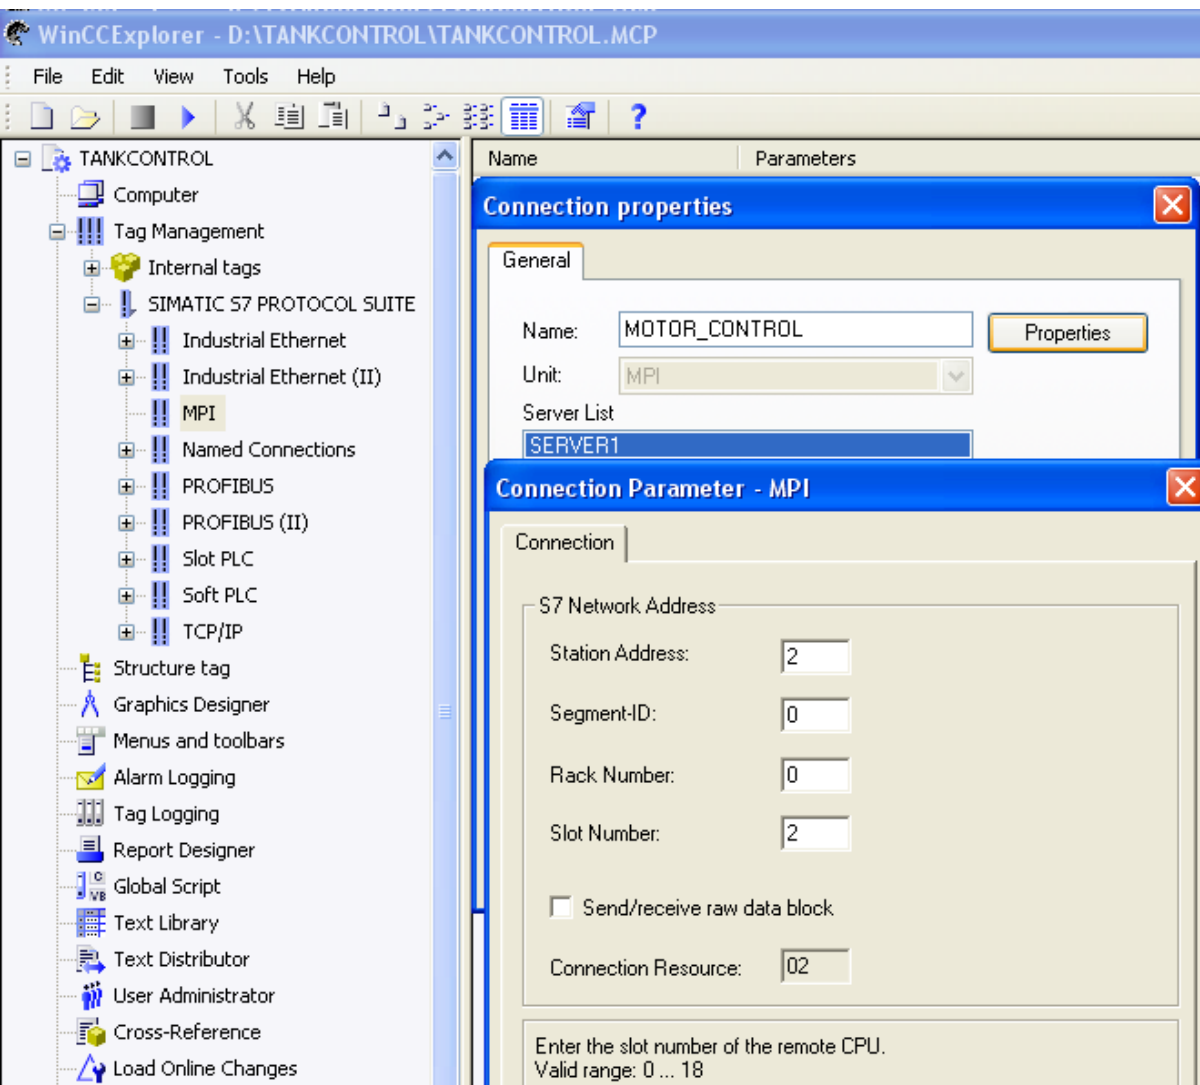 WinCCExplorer - D:\TANKCONTROL\TANKCONTROL.MCP
File Edit View Tools Help
TANKCONTROL
Computer
Tag Management
Internal tags
SIMATIC S7 PROTOCOL SUITE
Industrial Ethernet
Industrial Ethernet (II)
MPI
Named Connections
PROFIBUS
PROFIBUS (II)
Slot PLC
Soft PLC
TCP/IP
Structure tag
Graphics Designer
Menus and toolbars
Alarm Logging
Tag Logging
Report Designer
Global Script
Text Library
Text Distributor
User Administrator
Cross-Reference
Load Online Changes
Name Parameters
Connection properties
General
Name: MOTOR_CONTROL Properties
Unit: MPI
Server List
SERVER1
Connection Parameter - MPI
Connection
S7 Network Address
Station Address: 2
Segment-ID: 0
Rack Number: 0
Slot Number: 2
Send/receive raw data block
Connection Resource: 02
Enter the slot number of the remote CPU.
Valid range: 0 ... 18